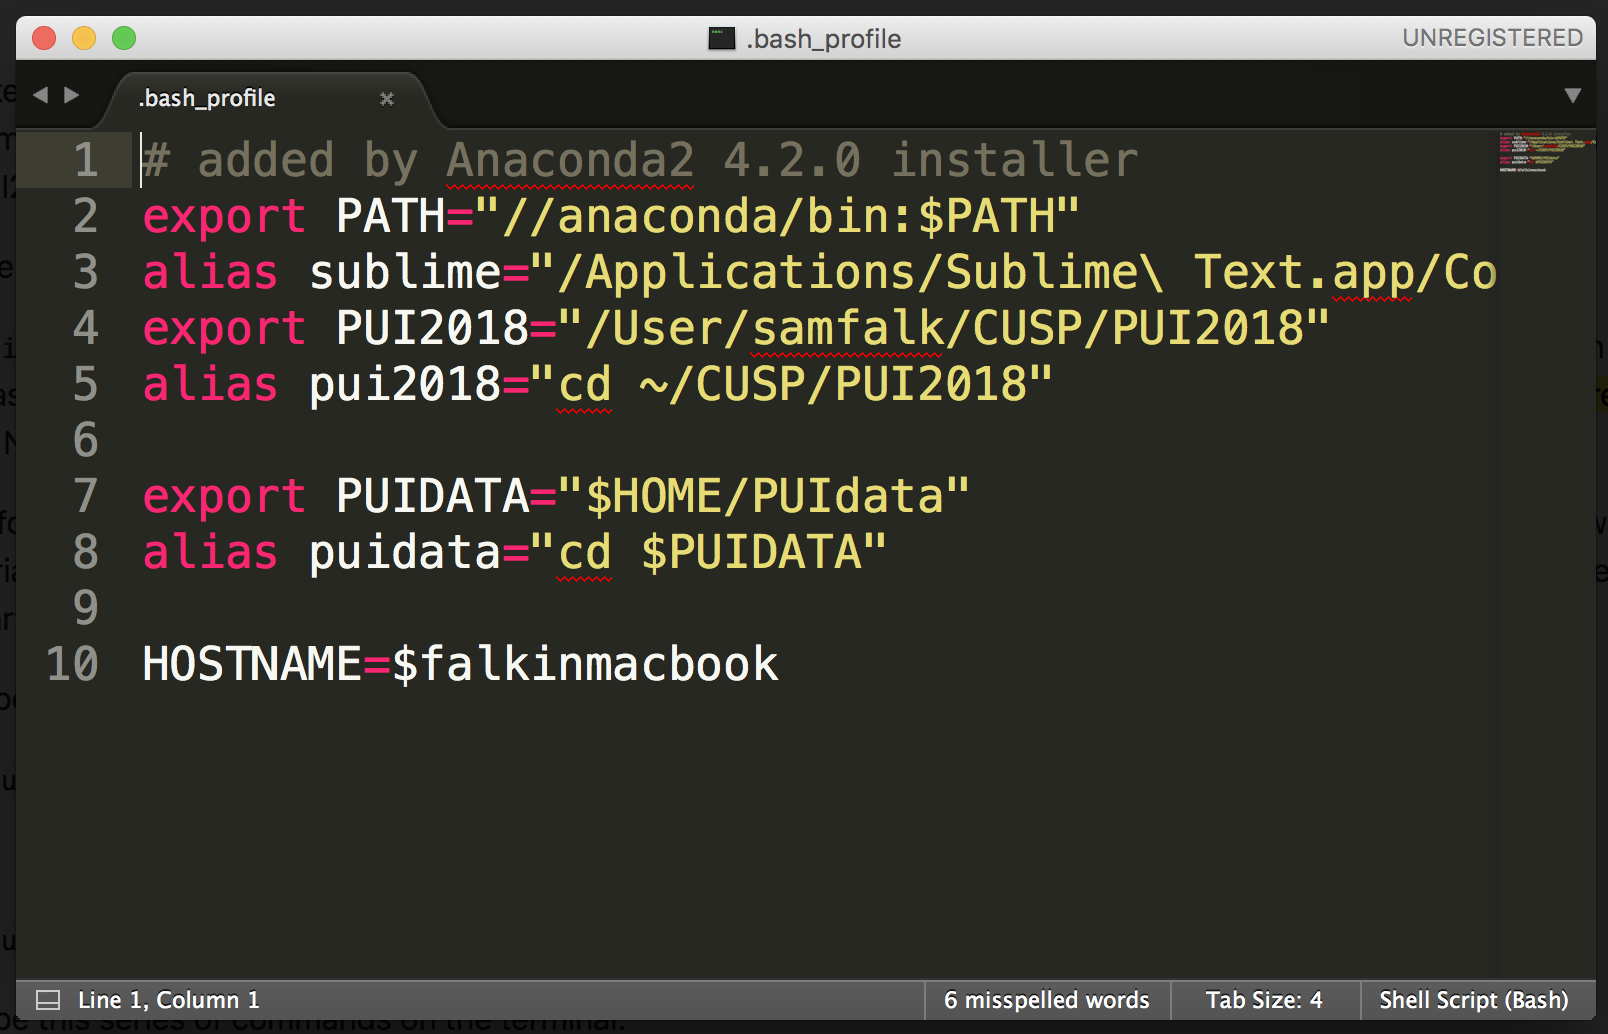 .bash_profile
UNREGISTERED
.bash_profile
1 # added by Anaconda2 4.2.0 installer
2 export PATH="//anaconda/bin:$PATH"
3 alias sublime="/Applications/Sublime\ Text.app/Co
4 export PUI2018="/User/samfalk/CUSP/PUI2018"
5 alias pui2018="cd ~/CUSP/PUI2018"
6
7 export PUIDATA="$HOME/PUIdata"
8 alias puidata="cd $PUIDATA"
9
10 HOSTNAME=$falkinmacbook
Line 1, Column 1
6 misspelled words
Tab Size: 4
Shell Script (Bash)